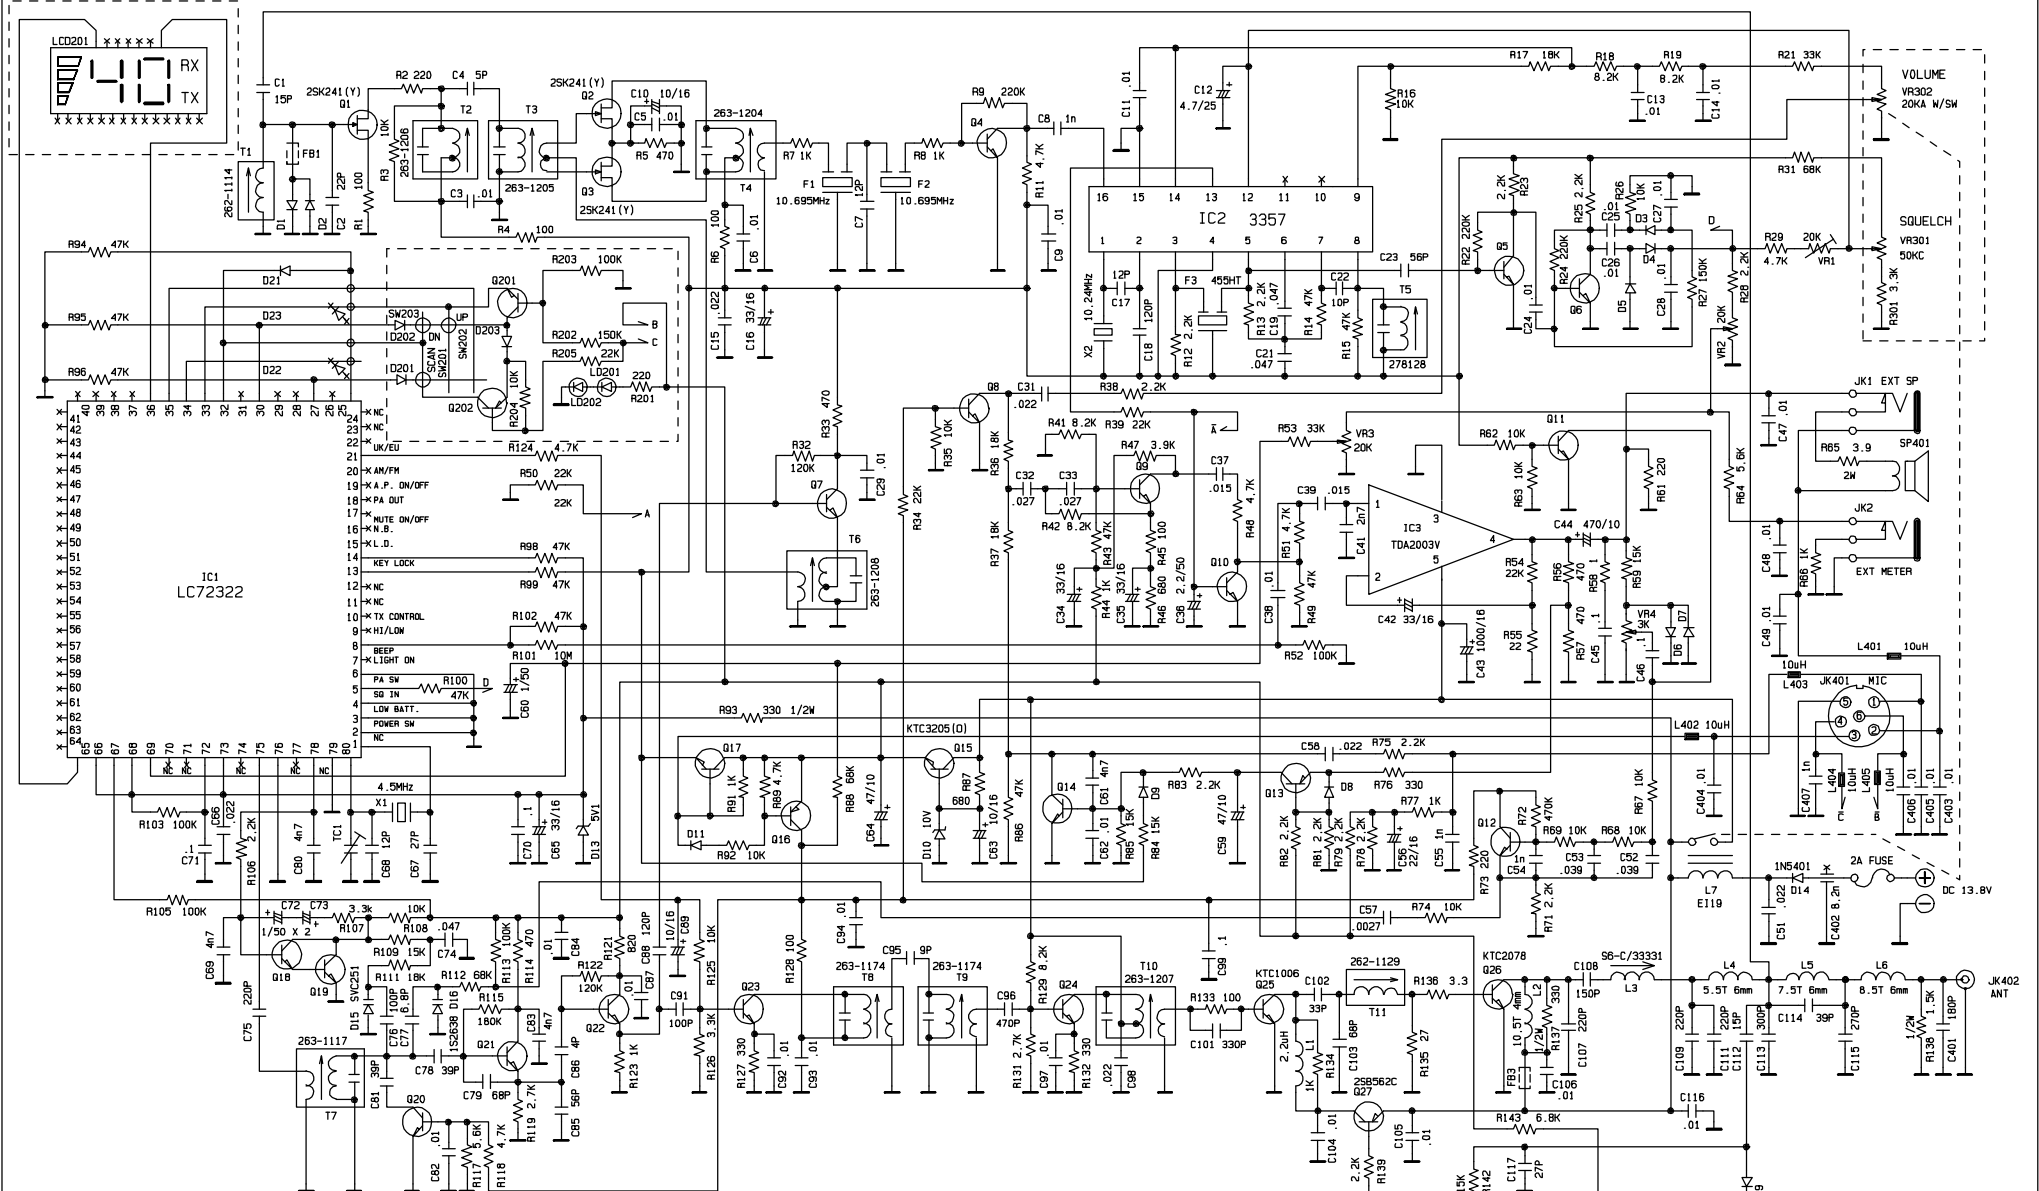 LCD201
40
RX
TX
C1
15P
2SK241(Y)
Q1
R2 220
C4 5P
T2
T3
2SK241(Y)
Q2
C10 10/16
C5 .01
R5 470
Q3
2SK241(Y)
263-1204
T4
R7 1K
F1
10.695MHz
12P
C7
R8 1K
F2
10.695MHz
R9 220K
Q4
C8 1n
R11 4.7K
C9 .01
C11 .01
C12
4.7/25
R16
10K
R17 18K
R18
8.2K
R19
8.2K
C13
.01
C14 .01
R21 33K
VOLUME
VR302
20KA W/SW
T1
262-1114
FB1
D1
D2
22P
C2
100
R1
10K
R3
263-1206
C3 .01
263-1205
R4 100
R6 100
C6 .01
16 15 14 13 12 11 10 9
IC2 3357
1 2 3 4 5 6 7 8
R31 68K
SQUELCH
VR301
50KC
R301 3.3K
R22 220K
2.2K
R23
Q5
C24 .01
R24 220K
2.2K
R25
Q6
.01
C25
C26
.01
R26
10K
D3
D4
D5
C27 .01
C28 .01
R27 150K
D
R28 2.2K
R29
4.7K
20K
VR1
VR2 20K
C23 56P
R94 47K
R95 47K
R96 47K
D21
D23
D22
R203 100K
Q201
SW203
D202
DN
UP
SW202
SCAN
SW201
D203
D201
R202 150K
R205 22K
LD201
LD202
220
R201
10K
R204
Q202
B
C
C15 .022
C16 33/16
10.24MHz
X2
12P
C17
C18 120P
F3 455HT
R12 2.2K
R13 2.2K
C19 .047
C21
.047
R14 47K
C22
10P
R15 47K
T5
278128
IC1
LC72322
NC
NC
UK/EU
AM/FM
A.P. ON/OFF
PA OUT
MUTE ON/OFF
N.B.
L.D.
KEY LOCK
NC
NC
TX CONTROL
HI/LOW
BEEP
LIGHT ON
PA SW
SQ IN
LOW BATT.
POWER SW
NC
R124 4.7K
R50 22K
22K
A
R98 47K
R99 47K
R102 47K
R101 10M
R100
47K
D
C60 1/50
R32
120K
R33 470
Q7
C29 .01
T6
263-1208
R34 22K
R35 10K
Q8
C31
.022
R36 18K
R37 18K
R38 2.2K
R39 22K
R41 8.2K
R47 3.9K
Q9
C32
.027
C33
.027
R42 8.2K
R43 47K
R44 1K
C34 33/16
C35 33/16
R45 100
R46 680
C36 2.2/50
C37
.015
R48 4.7K
Q10
A
R53 33K
VR3
20K
C39 .015
R51 4.7K
C41 2n7
C38 .01
R49 47K
R52 100K
IC3
TDA2003V
C42 33/16
C43 1000/16
R62 10K
R63 10K
Q11
R54
22K
R55
22
R56 470
R57 470
C44 470/10
R58 1
C45 .1
R59 15K
R61 220
VR4
3K
C46 .1
D6
D7
R64 5.6K
C47 .01
C48 .01
C49 .01
R65 3.9
2W
R66 1K
JK1 EXT SP
SP401
JK2
EXT METER
L401 10uH
10uH
L403
JK401 MIC
L402 10uH
C407 1n
L404 10uH
L405 10uH
C
B
C406 .01
C405 .01
C403 .01
C404 .01
R93 330 1/2W
KTC3205(O)
Q17
Q15
R91 1K
R89 4.7K
D11
R92 10K
Q16
R88 68K
C64 47/10
D10 10V
R87
680
C63 10/16
R86 47K
Q14
C61 4n7
C62 .01
R85 15K
R84 15K
D9
R83 2.2K
C59 47/10
C58 .022
R75 2.2K
Q13
D8
R76 330
R77 1K
R82 2.2K
R81 2.2K
R79 2.2K
R78 2.2K
C56 22/16
C55 1n
R73 220
Q12
R72 470K
R69 10K
R68 10K
R67 10K
1n
C54
C53
.039
C52
.039
R71 2.2K
C57
.0027
R74 10K
L7
EI19
1N5401
D14
2A FUSE
DC 13.8V
C51 .022
C402 8.2n
R103 100K
C71 .1
C66 .022
R106 2.2K
C80 4n7
TC1
4.5MHz
X1
C68 12P
C67 27P
C70 .1
C65 33/16
D13 5V1
R105 100K
C69 4n7
C72
C73
1/50 X 2
3.3k
R107
10K
R108
R109 15K
.047
C74
Q18
Q19
R111 18K
SVC251
D15
C76 100P
C77 6.8P
R112 68K
D16
1S2638
R113 100K
R114 470
R115
180K
Q21
C83 4n7
C84 .01
R121 820
R122
120K
Q22
C86 4P
C87 .01
C88 120P
C89 10/16
R123 1K
C91
100P
R125 10K
R126 3.3K
220P
C75
263-1117
T7
C81 39P
C78 39P
C79 68P
R119 2.7K
C85 56P
Q20
C82 .01
R117 5.6K
R118 4.7K
Q23
R127 330
C92 .01
R128 100
C93 .01
C94 .01
263-1174
T8
C95 9P
263-1174
T9
C96
470P
R129 8.2K
R131 2.7K
Q24
C97 .01
R132 330
T10
263-1207
C98 .022
C99 .1
R133 100
C101 330P
KTC1006
Q25
C102
33P
2.2uH
L1
1K
R134
C103 68P
262-1129
T11
R135 27
R136 3.3
KTC2078
Q26
10.5T 4mm
L2
330
1/2W
R137
FB3
C106
.01
C107 220P
C108
150P
S6-C/33331
L3
L4
5.5T 6mm
L5
7.5T 6mm
L6
8.5T 6mm
C109 220P
C111 220P
C112 15P
C113 300P
C114 39P
C115 270P
1.5K
1/2W
R138
C401 180P
JK402
ANT
2SB562C
Q27
C104 .01
C105 .01
2.2K
R139
R143 6.8K
C116
.01
C117 27P
15K
R142